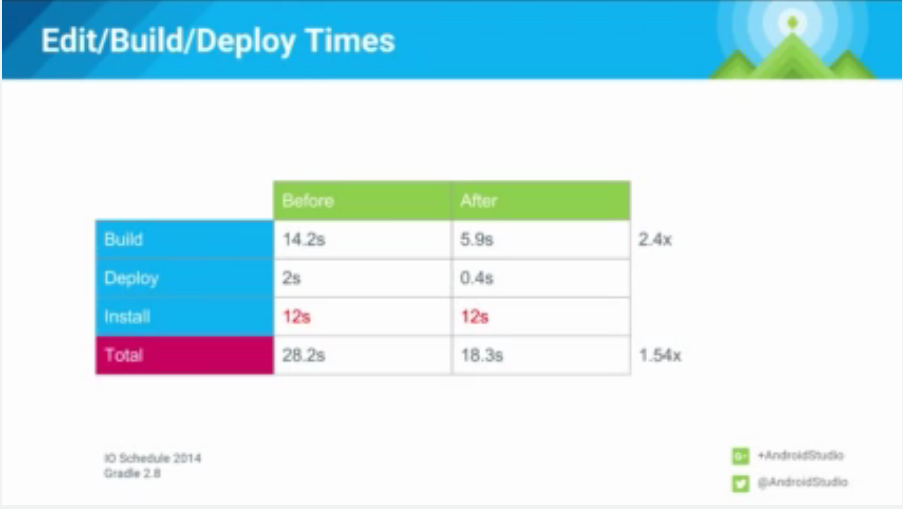 Edit/Build/Deploy Times
Before After
Build 14.2s 5.9s 2.4x
Deploy 2s 0.4s
Install 12s 12s
Total 28.2s 18.3s 1.54x
IO Schedule 2014
Gradle 2.8
G+ +AndroidStudio
@AndroidStudio